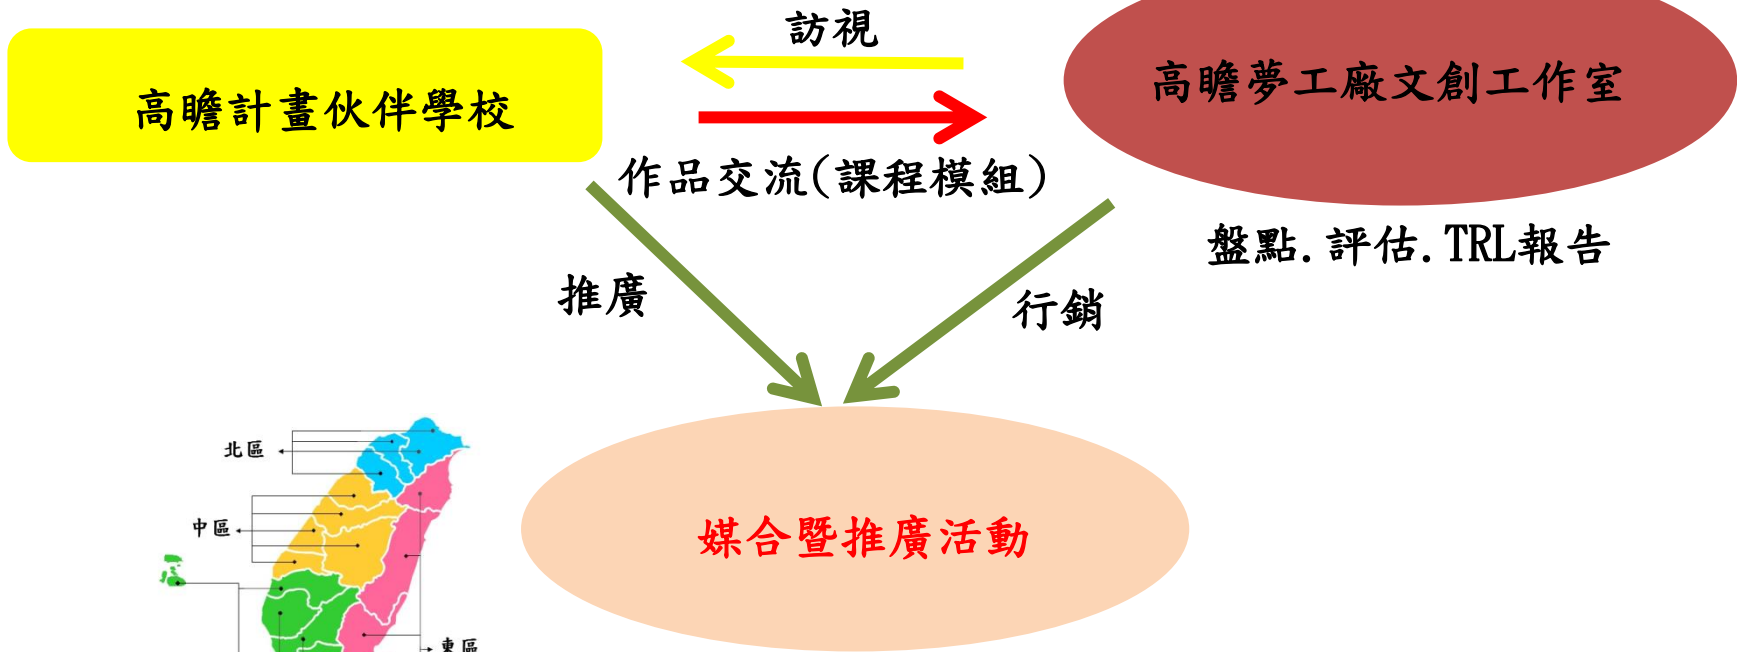 訪視
高瞻計畫伙伴學校
高瞻夢工廠文創工作室
作品交流(課程模組)
盤點.評估.TRL報告
推廣
行銷
北區
中區
媒合暨推廣活動
東區